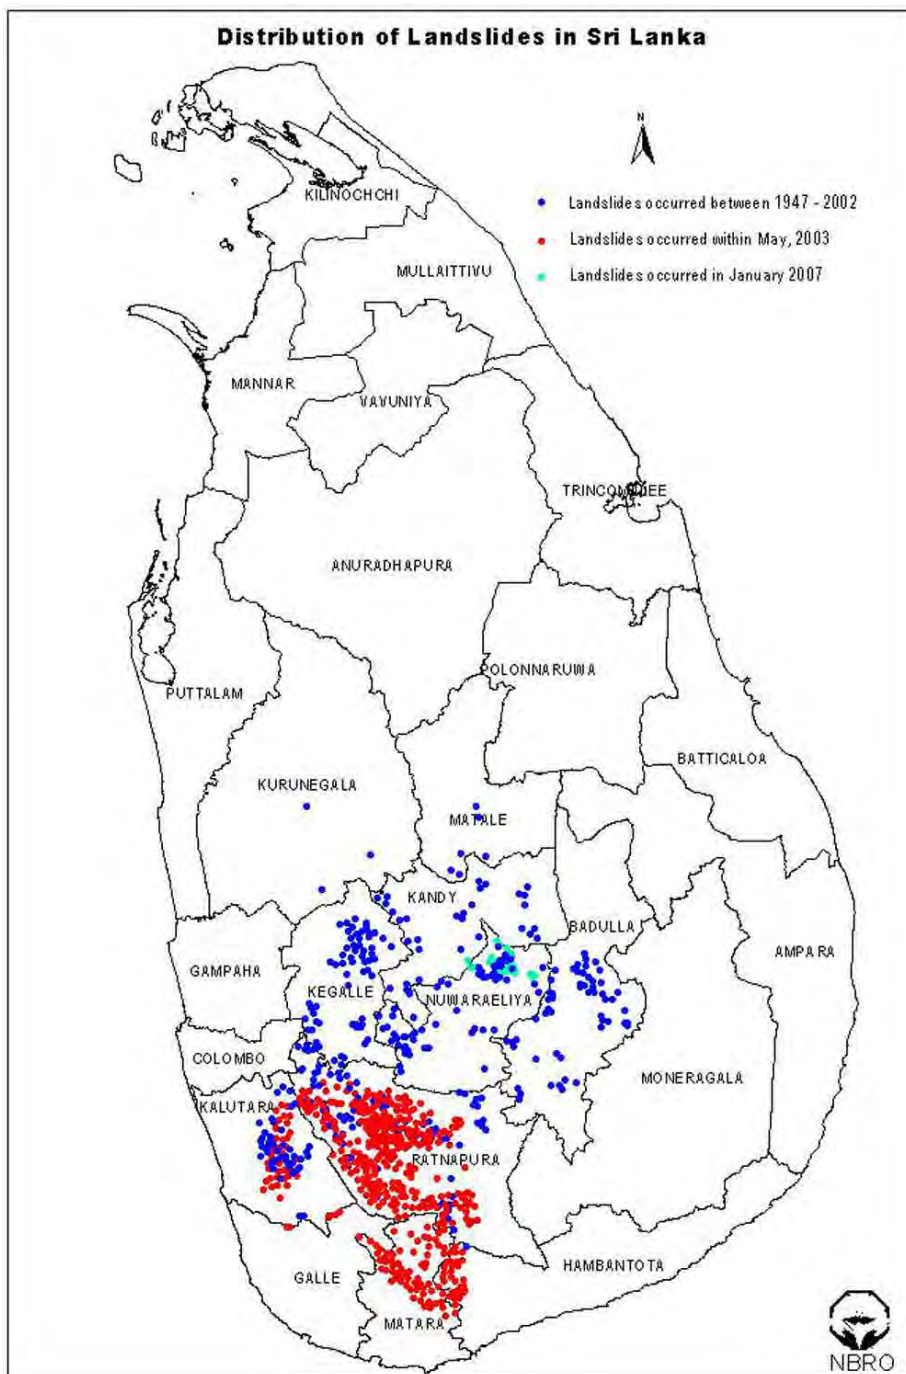 Distribution of Landslides in Sri Lanka
N
Landslides occurred between 1947 - 2002
Landslides occurred within May, 2003
Landslides occurred in January 2007
KILINOCHCHI
MULLAITTIVU
MANNAR
VAVUNIYA
TRINCOMALEE
ANURADHAPURA
POLONNARUWA
PUTTALAM
BATTICALOA
KURUNEGALA
MATALE
KANDY
BADULLA
AMPARA
GAMPAHA
KEGALLE
NUWARAELIYA
COLOMBO
MONERAGALA
KALUTARA
RATNAPURA
HAMBANTOTA
GALLE
MATARA
NBRO